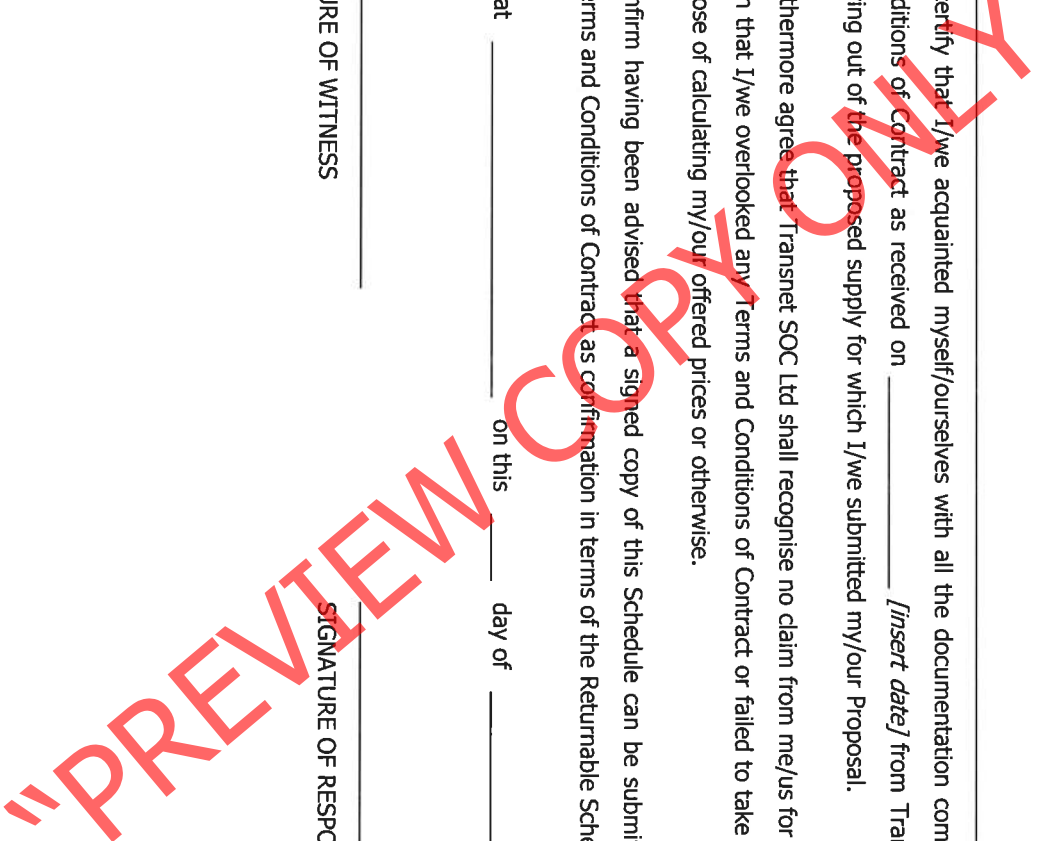 ertify that I/we acquainted myself/ourselves with all the documentation com
ditions of Contract as received on ____________ [insert date] from Tra
ing out of the proposed supply for which I/we submitted my/our Proposal.
thermore agree that Transnet SOC Ltd shall recognise no claim from me/us for
n that I/we overlooked any Terms and Conditions of Contract or failed to take
ose of calculating my/our offered prices or otherwise.
nfirm having been advised that a signed copy of this Schedule can be submi
erms and Conditions of Contract as confirmation in terms of the Returnable Sche
at ____________ on this ____ day of ____________
URE OF WITNESS SIGNATURE OF RESPO
"PREVIEW COPY ONLY